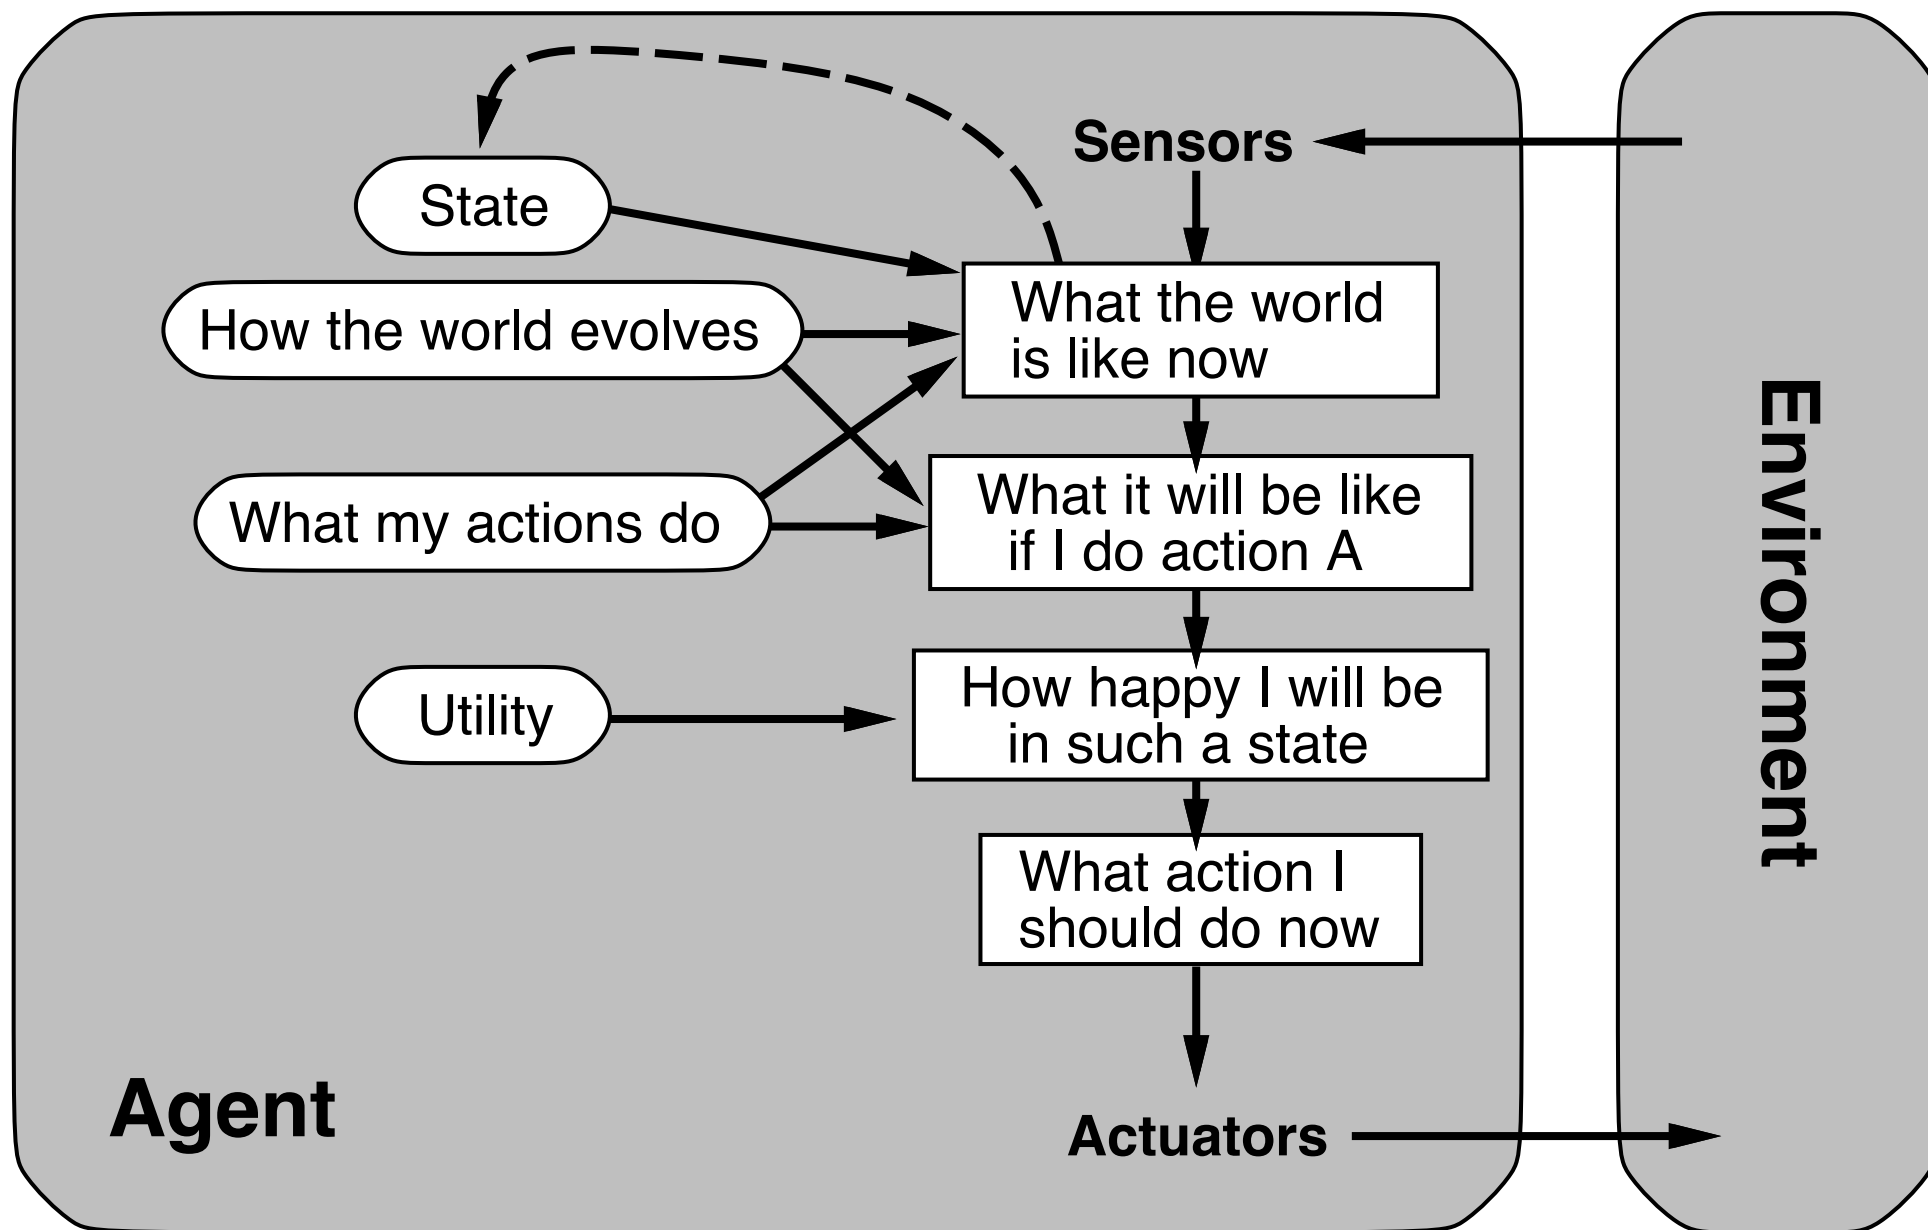 Sensors
State
What the world
is like now
How the world evolves
What it will be like
if I do action A
What my actions do
How happy I will be
in such a state
Utility
What action I
should do now
Agent
Actuators
Environment